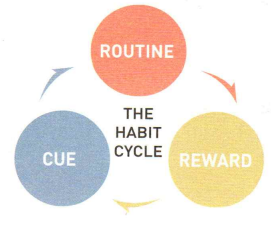 ROUTINE
THE
HABIT
CYCLE
CUE
REWARD